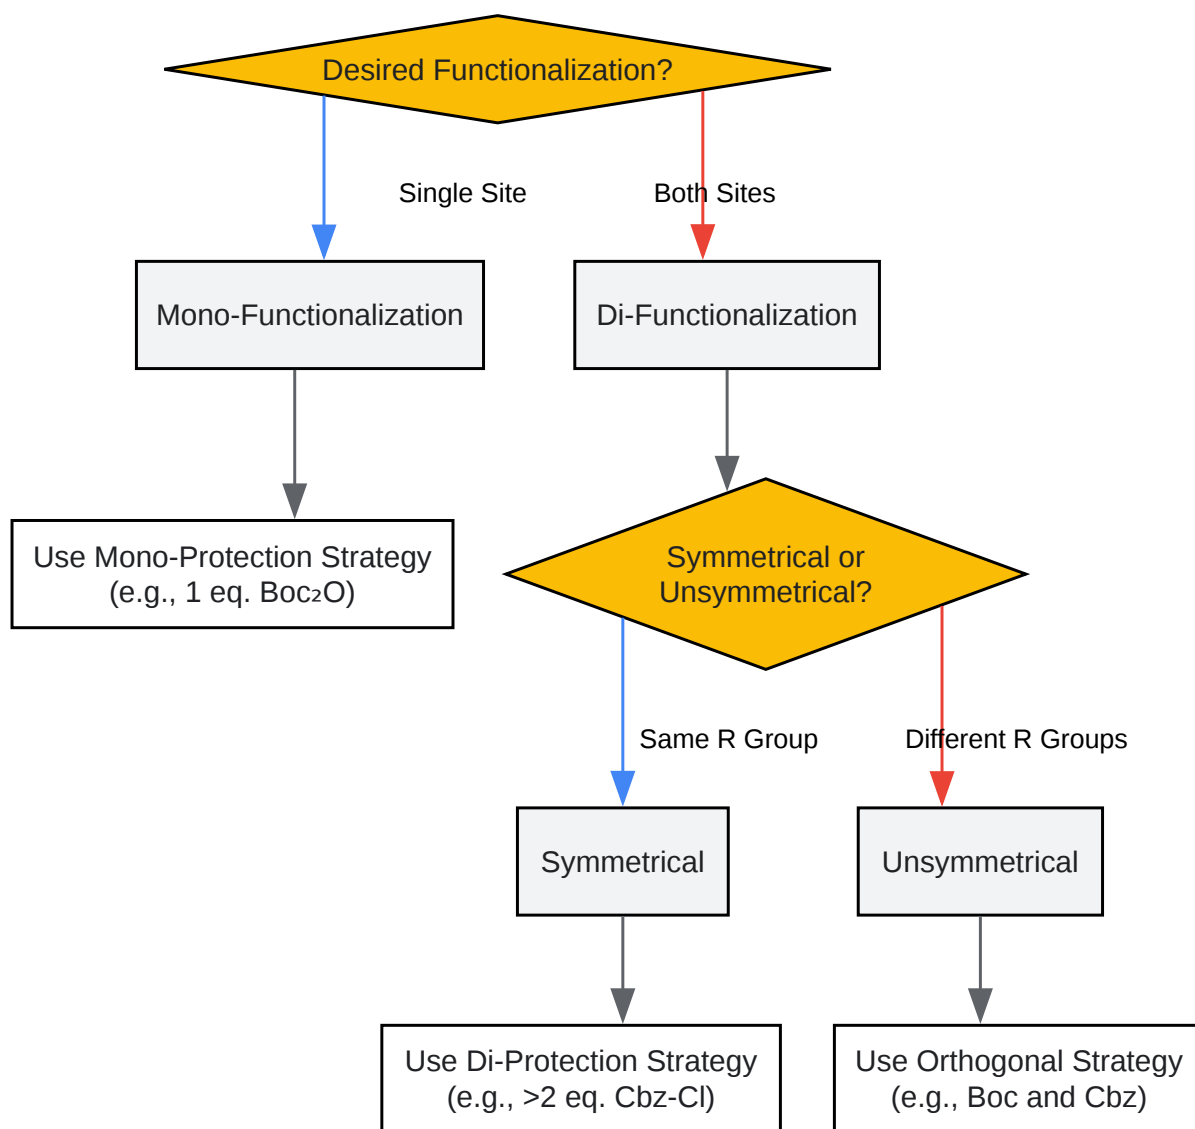 Desired Functionalization?
Single Site
Both Sites
Mono-Functionalization
Di-Functionalization
Use Mono-Protection Strategy
(e.g., 1 eq. Boc₂O)
Symmetrical or
Unsymmetrical?
Same R Group
Different R Groups
Symmetrical
Unsymmetrical
Use Di-Protection Strategy
(e.g., >2 eq. Cbz-Cl)
Use Orthogonal Strategy
(e.g., Boc and Cbz)